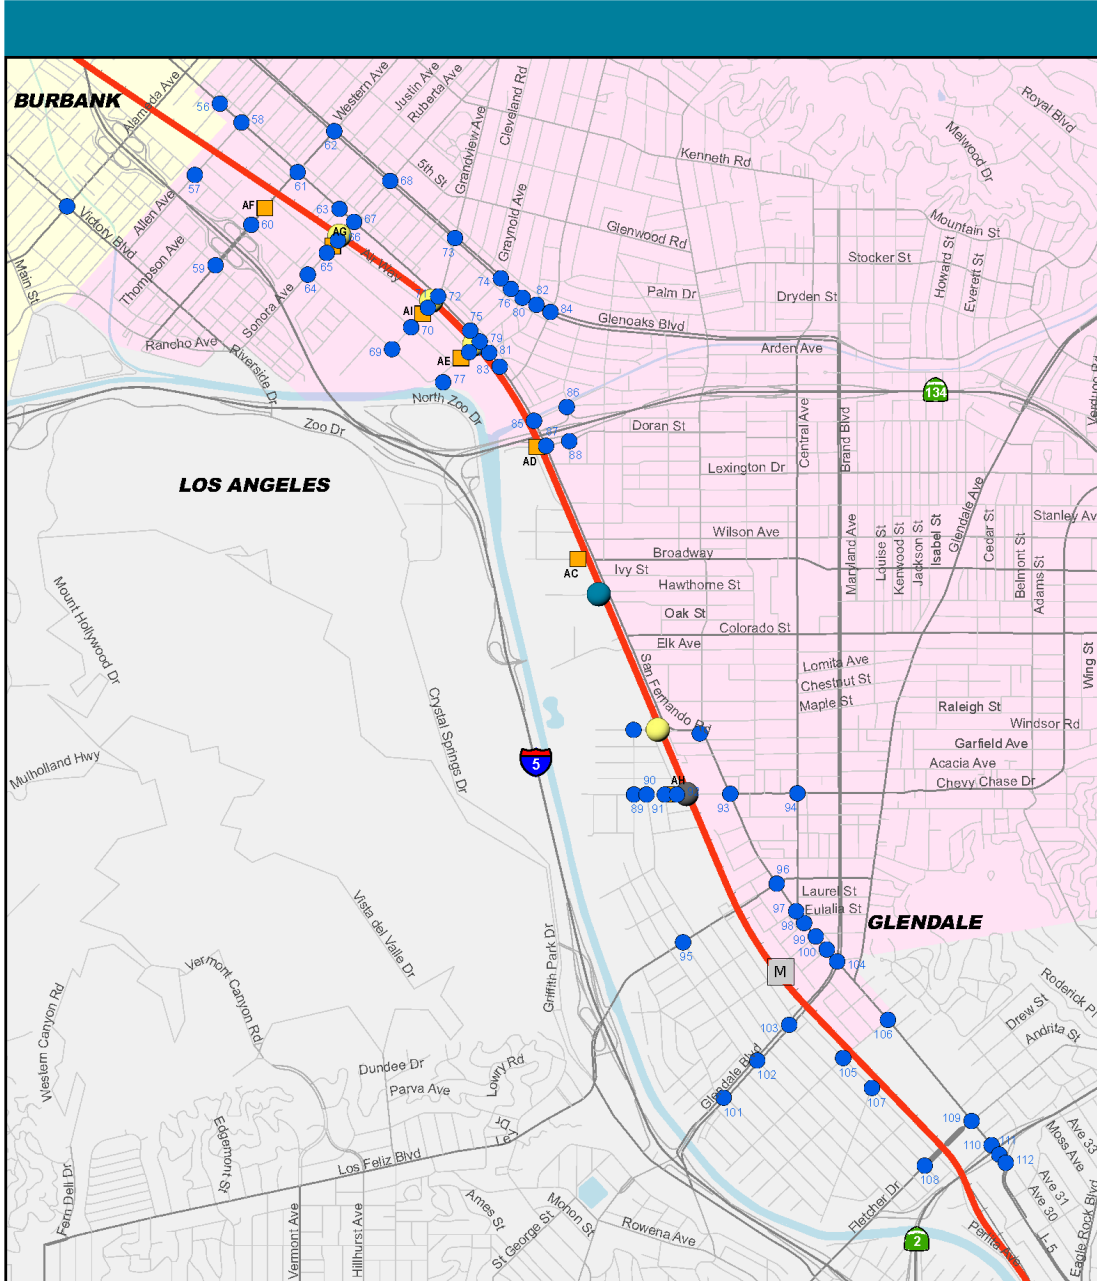 BURBANK
Alameda Ave
56
58
Western Ave
62
Justin Ave
Ruberta Ave
Grandview Ave
Cleveland Rd
Royal Blvd
Melwood Dr
Kenneth Rd
5th St
57
61
68
Allen Ave
AF
60
63
67
Graynold Ave
Mountain St
Victory Blvd
AG
66
73
Glenwood Rd
Stocker St
Howard St
Everett St
Thompson Ave
59
65
Air Way
64
Main St
Sonora Ave
74
82
76
80
84
Palm Dr
Dryden St
72
AI
70
75
Glenoaks Blvd
Rancho Ave
Riverside Dr
69
79
AE
81
83
Arden Ave
77
134
Verdugo Rd
North Zoo Dr
86
Zoo Dr
85
87
88
AD
Doran St
Central Ave
Brand Blvd
Lexington Dr
LOS ANGELES
Glendale Ave
Stanley Av
Wilson Ave
Maryland Ave
Louise St
Kenwood St
Jackson St
Isabel St
Cedar St
Belmont St
Adams St
Broadway
AC
Ivy St
Hawthorne St
Oak St
Colorado St
Elk Ave
Mount Hollywood Dr
San Fernando Rd
Lomita Ave
Chestnut St
Maple St
Wing St
Crystal Springs Dr
Raleigh St
Windsor Rd
Garfield Ave
Mulholland Hwy
5
Acacia Ave
Chevy Chase Dr
90
AH
89
91
93
94
96
Laurel St
97
Eulalia St
98
99
100
GLENDALE
Vista del Valle Dr
95
104
M
Vermont Canyon Rd
Griffith Park Dr
Western Canyon Rd
Roderick Pl
Drew St
Andrita St
103
106
Glendale Blvd
102
105
Dundee Dr
Parva Ave
Lowry Rd
101
107
109
Ave 33
Moss Ave
110
111
112
Edgemont St
Los Feliz Blvd
108
Ave 31
Ave 30
Fern Dell Dr
Vermont Ave
Hillhurst Ave
Ames St
St George St
Monon St
Rowena Ave
Fletcher Dr
2
Perlita Ave
I-5
Eagle Rock Blvd